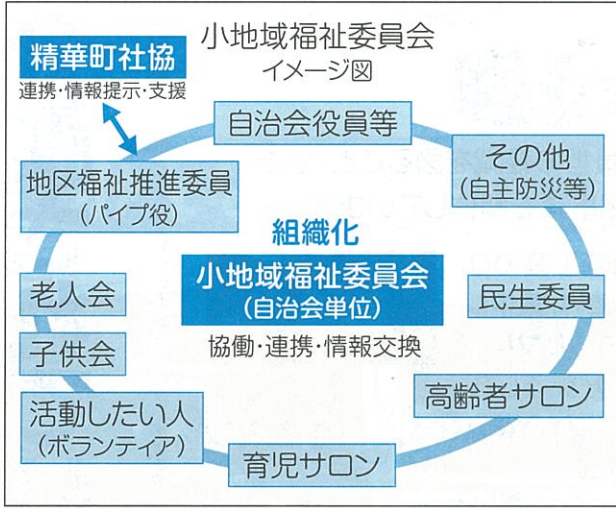 小地域福祉委員会
イメージ図
精華町社協
連携・情報提示・支援
自治会役員等
その他
(自主防災等)
地区福祉推進委員
(パイプ役)
組織化
小地域福祉委員会
(自治会単位)
協働・連携・情報交換
老人会
民生委員
子供会
高齢者サロン
活動したい人
(ボランティア)
育児サロン